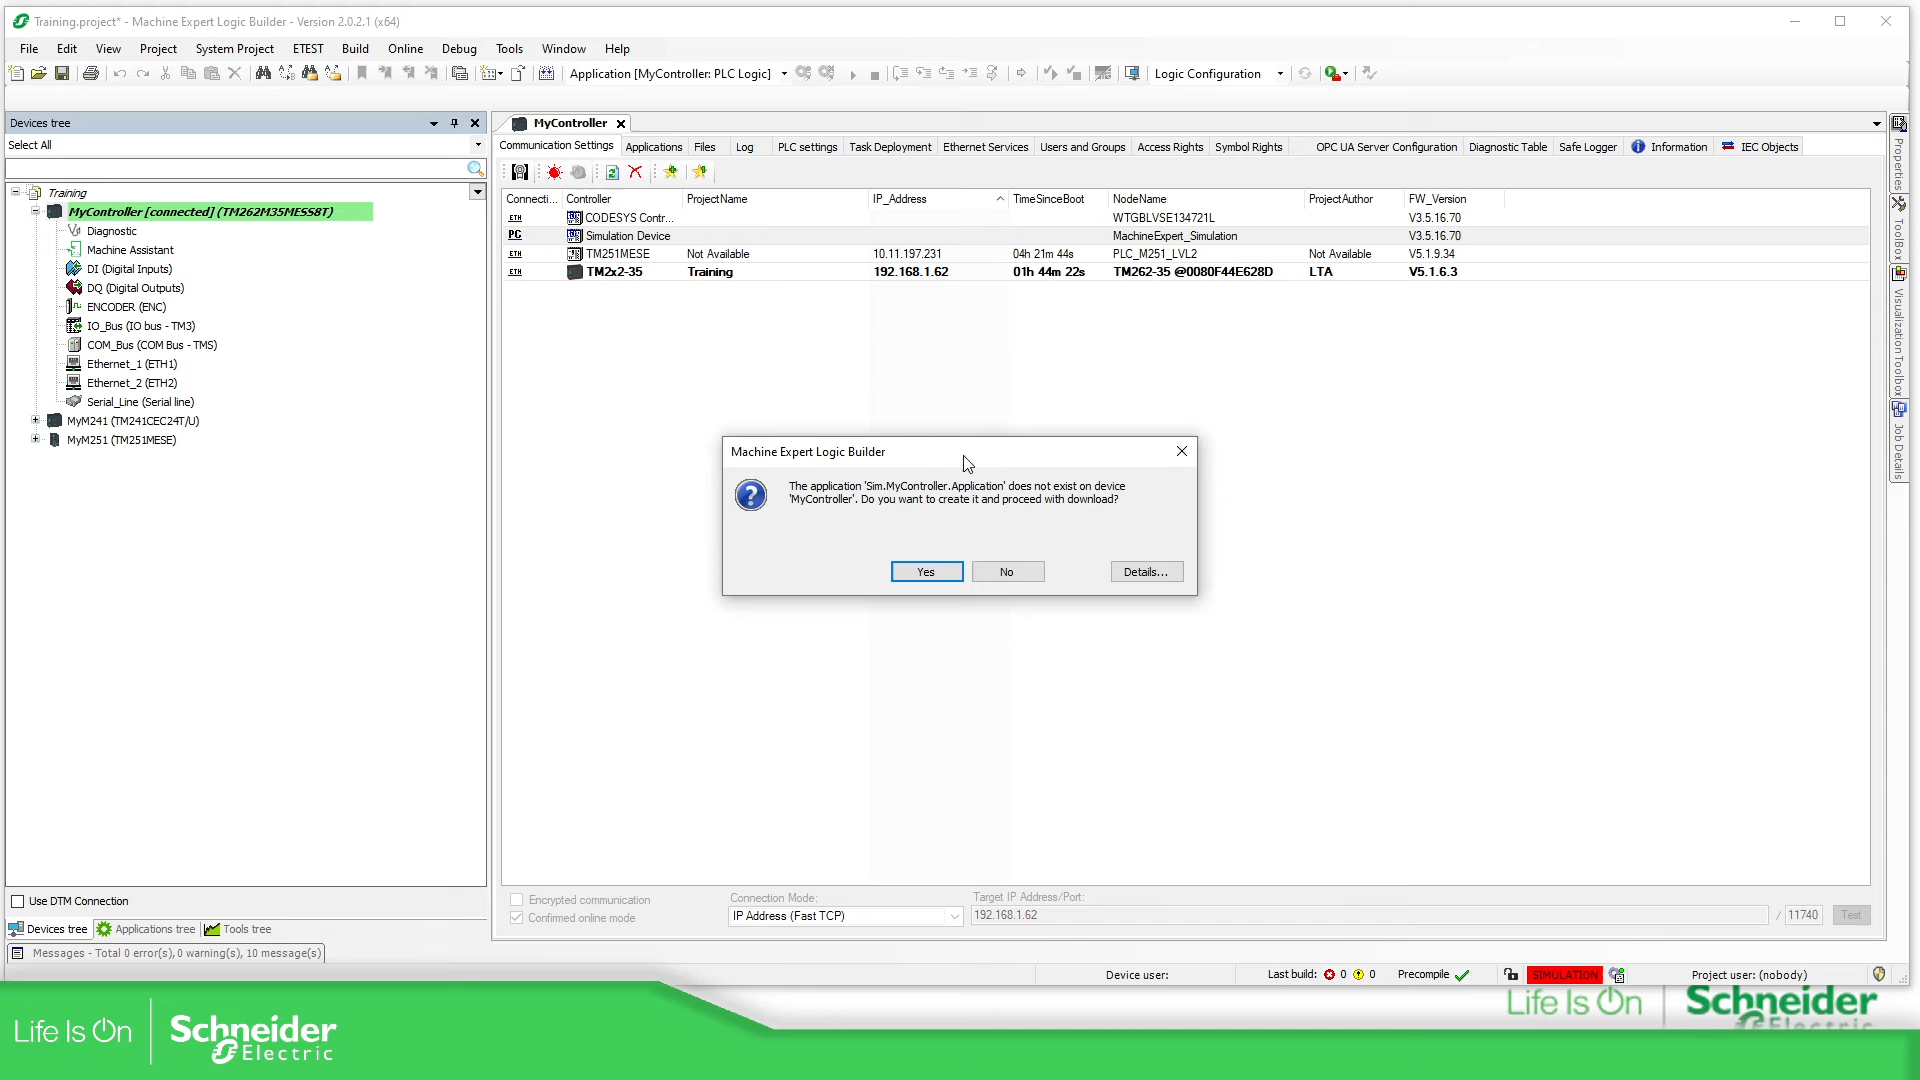 Training.project* - Machine Expert Logic Builder - Version 2.0.2.1 (x64)
File Edit View Project System Project ETEST Build Online Debug Tools Window Help
Application [MyController: PLC Logic] Logic Configuration
Devices tree
Select All
Training
MyController [connected] (TM262M35MESS8T)
Diagnostic
Machine Assistant
DI (Digital Inputs)
DQ (Digital Outputs)
ENCODER (ENC)
IO_Bus (IO bus - TM3)
COM_Bus (COM Bus - TMS)
Ethernet_1 (ETH1)
Ethernet_2 (ETH2)
Serial_Line (Serial line)
MyM241 (TM241CEC24T/U)
MyM251 (TM251MESE)
Use DTM Connection
Devices tree Applications tree Tools tree
Messages - Total 0 error(s), 0 warning(s), 10 message(s)
MyController
Communication Settings Applications Files Log PLC settings Task Deployment Ethernet Services Users and Groups Access Rights Symbol Rights OPC UA Server Configuration Diagnostic Table Safe Logger Information IEC Objects
Connecti... Controller ProjectName IP_Address TimeSinceBoot NodeName ProjectAuthor FW_Version
ETH CODESYS Contr... WTGBLVSE134721L V3.5.16.70
PC Simulation Device MachineExpert_Simulation V3.5.16.70
ETH TM251MESE Not Available 10.11.197.231 04h 21m 44s PLC_M251_LVL2 Not Available V5.1.9.34
ETH TM2x2-35 Training 192.168.1.62 01h 44m 22s TM262-35 @0080F44E628D LTA V5.1.6.3
Machine Expert Logic Builder
The application 'Sim.MyController.Application' does not exist on device
'MyController'. Do you want to create it and proceed with download?
Yes No Details...
Encrypted communication
Confirmed online mode
Connection Mode:
IP Address (Fast TCP)
Target IP Address/Port:
192.168.1.62 / 11740 Test
Properties
ToolBox
Visualization Toolbox
Job Details
Device user: Last build: 0 0 Precompile SIMULATION Project user: (nobody)
Life Is On Schneider Electric
Life Is On Schneider Electric